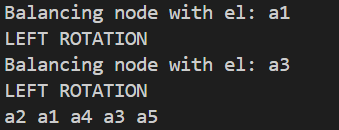 Balancing node with el: a1
LEFT ROTATION
Balancing node with el: a3
LEFT ROTATION
a2 a1 a4 a3 a5